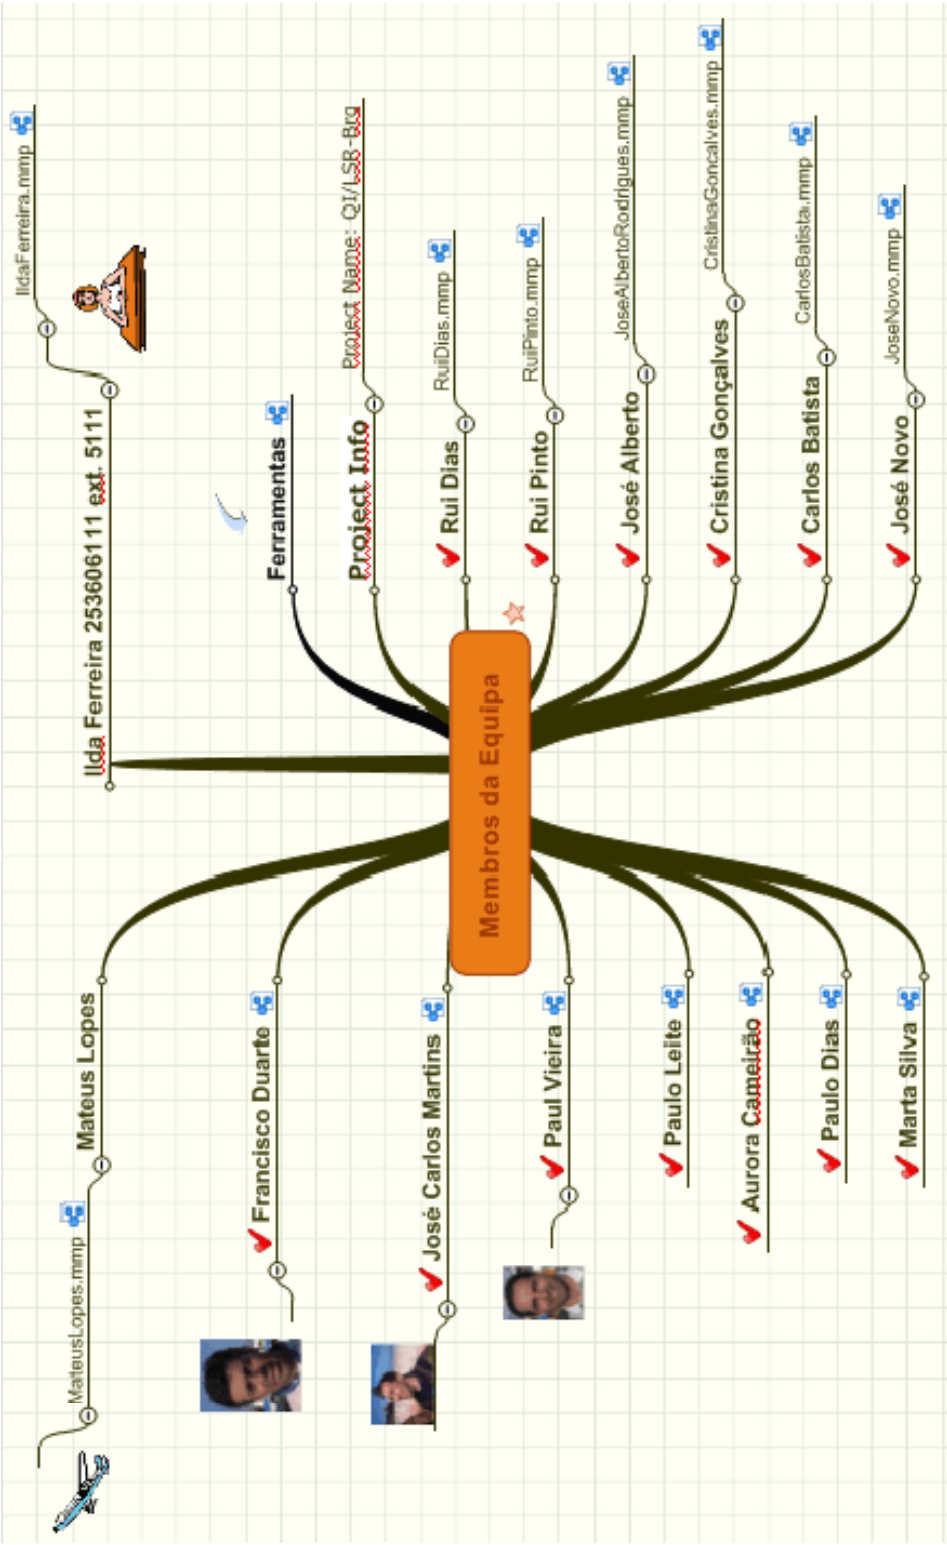 Membros da Equipa
Ilda Ferreira 253606111 ext. 5111
IldaFerreira.mmp
Ferramentas
Project Info
Project Name: QI/LSR-Brg
Rui Dias
RuiDias.mmp
Rui Pinto
RuiPinto.mmp
José Alberto
JoseAlbertoRodrigues.mmp
Cristina Gonçalves
CristinaGoncalves.mmp
Carlos Batista
CarlosBatista.mmp
José Novo
JoseNovo.mmp
Mateus Lopes
MateusLopes.mmp
Francisco Duarte
José Carlos Martins
Paul Vieira
Paulo Leite
Aurora Cameirão
Paulo Dias
Marta Silva